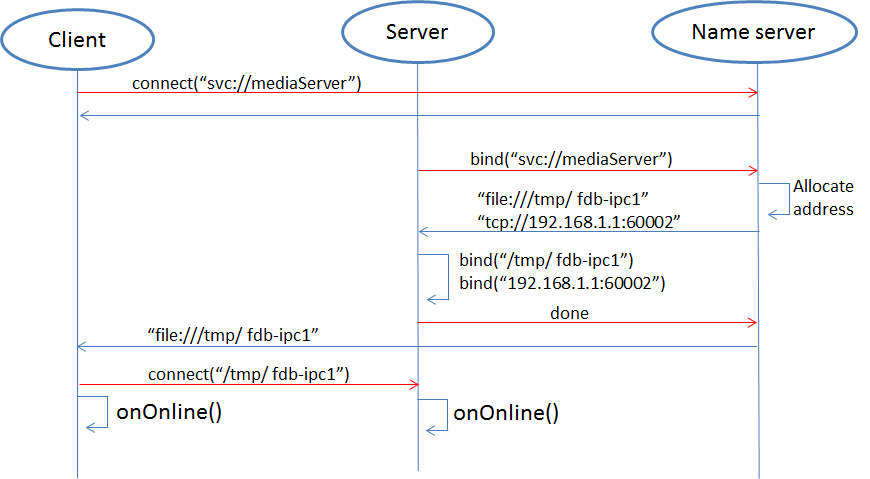 Client
Server
Name server
connect(“svc://mediaServer”)
bind(“svc://mediaServer”)
Allocate
address
“file:///tmp/ fdb-ipc1”
“tcp://192.168.1.1:60002”
bind(“/tmp/ fdb-ipc1”)
bind(“192.168.1.1:60002”)
done
“file:///tmp/ fdb-ipc1”
connect(“/tmp/ fdb-ipc1”)
onOnline()
onOnline()